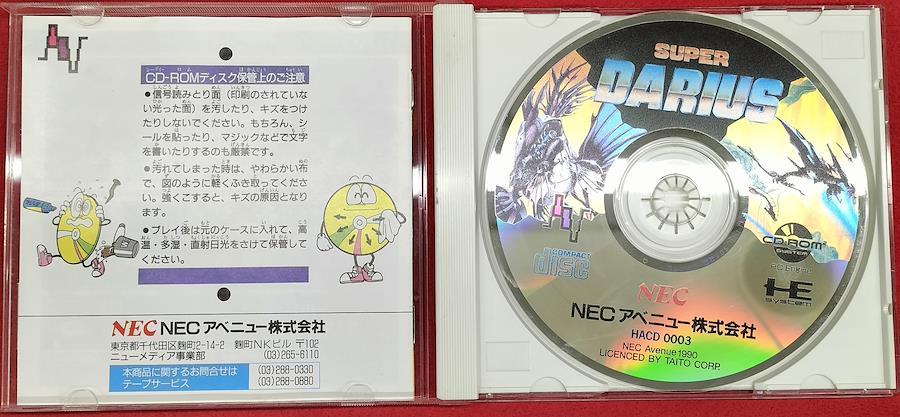 CD-ROMディスク保管上のご注意
●信号読みとり面（印刷のされていな
い光った面）を汚したり、キズをつけ
たりしないでください。もちろん、シ
ールを貼ったり、マジックなどで文字
を書いたりするのも厳禁です。
●汚れてしまった時は、やわらかい布
で、図のように軽くふき取ってくださ
い。強くこすると、キズの原因となり
ます。
●プレイ後は元のケースに入れて、高
温・多湿・直射日光をさけて保管して
ください。
NEC NECアベニュー株式会社
東京都千代田区麹町2-14-2 麹町NKビル 〒102
ニューメディア事業部 (03)265-6110
本商品に関するお問合せは
テープサービス
(03)288-0330
(03)288-0880
SUPER
DARIUS
CD-ROM
SYSTEM
PC Engine
HE
system
COMPACT
disc
NEC
NECアベニュー株式会社
HACD 0003
NEC Avenue 1990
LICENCED BY TAITO CORP.